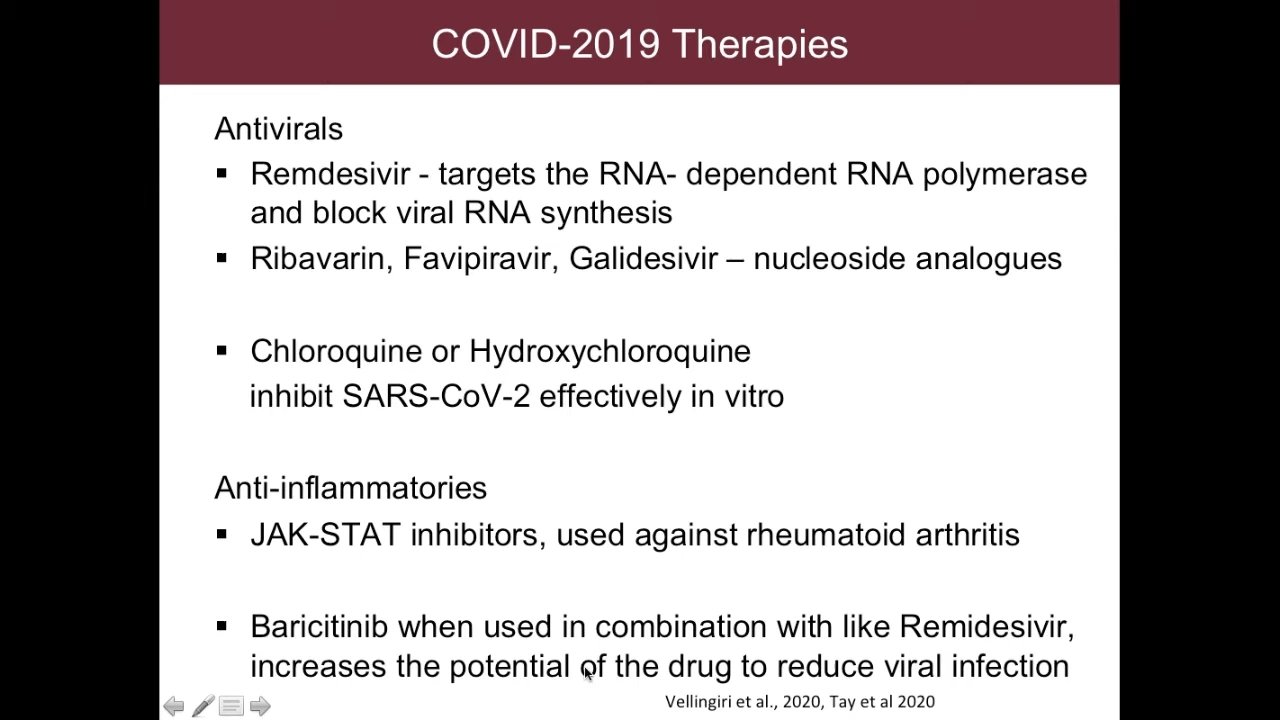 COVID-2019 Therapies
Antivirals
▪ Remdesivir - targets the RNA- dependent RNA polymerase
and block viral RNA synthesis
▪ Ribavarin, Favipiravir, Galidesivir – nucleoside analogues
▪ Chloroquine or Hydroxychloroquine
inhibit SARS-CoV-2 effectively in vitro
Anti-inflammatories
▪ JAK-STAT inhibitors, used against rheumatoid arthritis
▪ Baricitinib when used in combination with like Remidesivir,
increases the potential of the drug to reduce viral infection
Vellingiri et al., 2020, Tay et al 2020